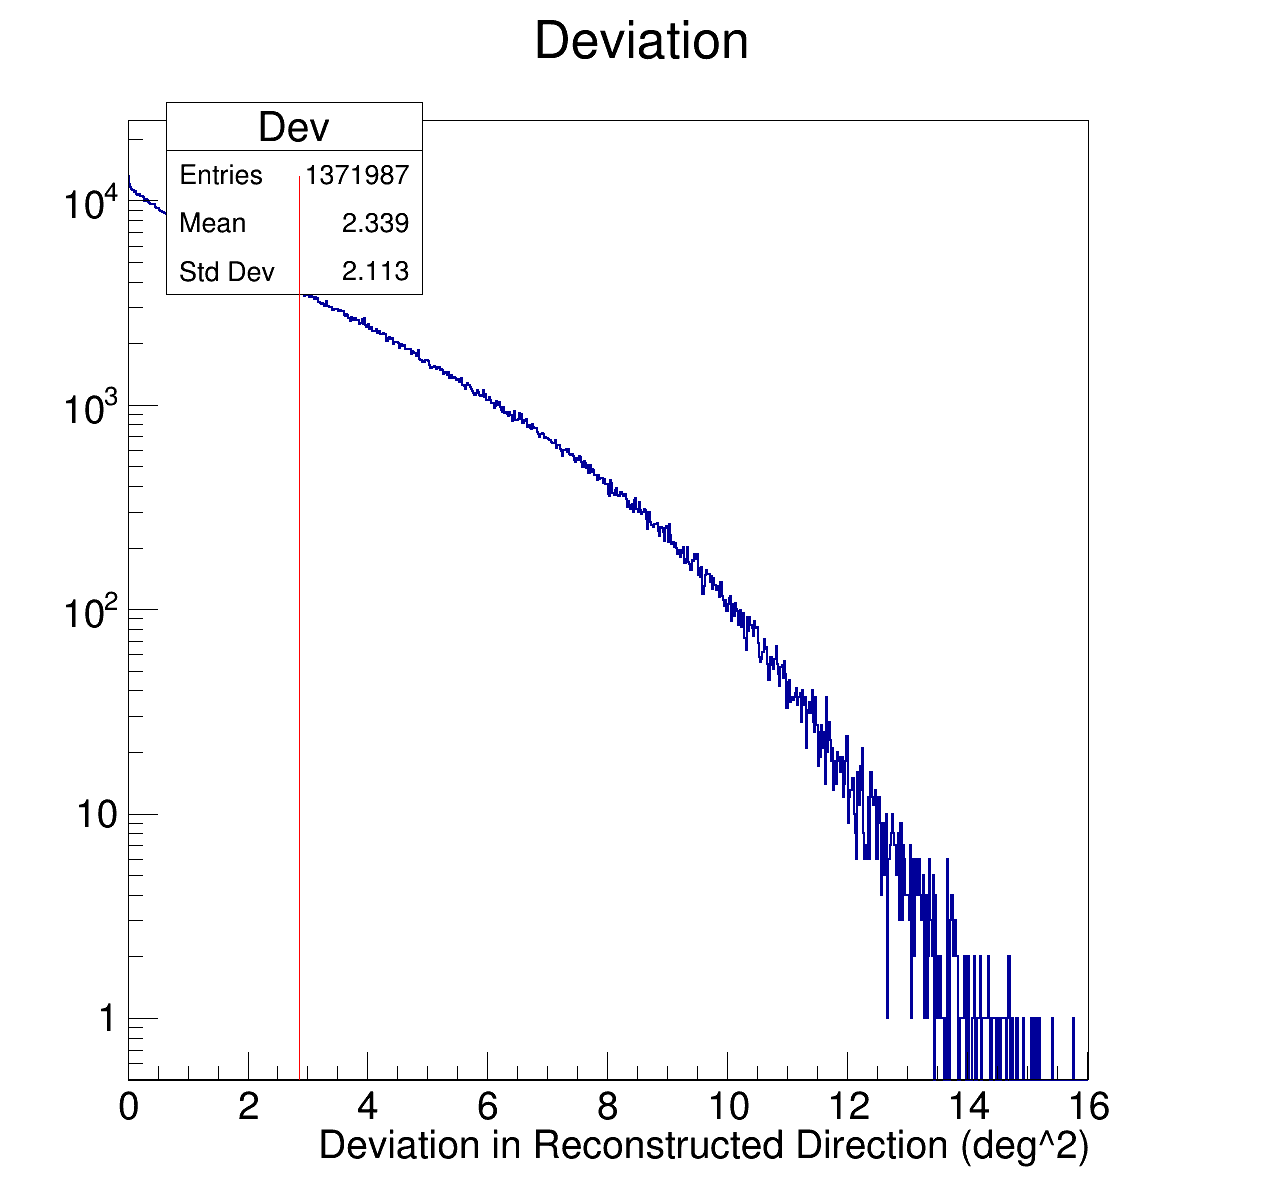 Deviation
Dev
Entries 1371987
Mean 2.339
Std Dev 2.113
10^4
10^3
10^2
10
1
0 2 4 6 8 10 12 14 16
Deviation in Reconstructed Direction (deg^2)